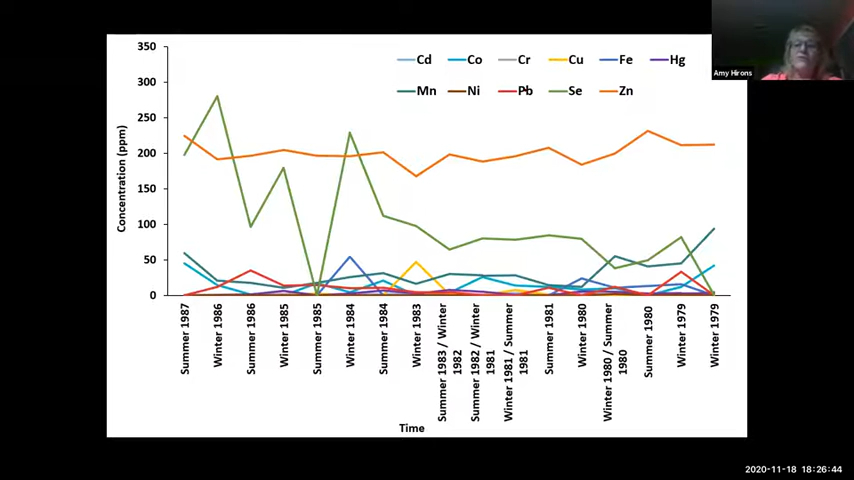 350
300
250
200
150
100
50
0
Concentration (ppm)
Cd Co Cr Cu Fe Hg
Mn Ni Pb Se Zn
Summer 1987
Winter 1986
Summer 1986
Winter 1985
Summer 1985
Winter 1984
Summer 1984
Winter 1983
Summer 1983 / Winter
1982
Summer 1982 / Winter
1981
Winter 1981 / Summer
1981
Summer 1981
Winter 1980
Winter 1980 / Summer
1980
Summer 1980
Winter 1979
Winter 1979
Time
Amy Hirons
2020-11-18 18:26:44